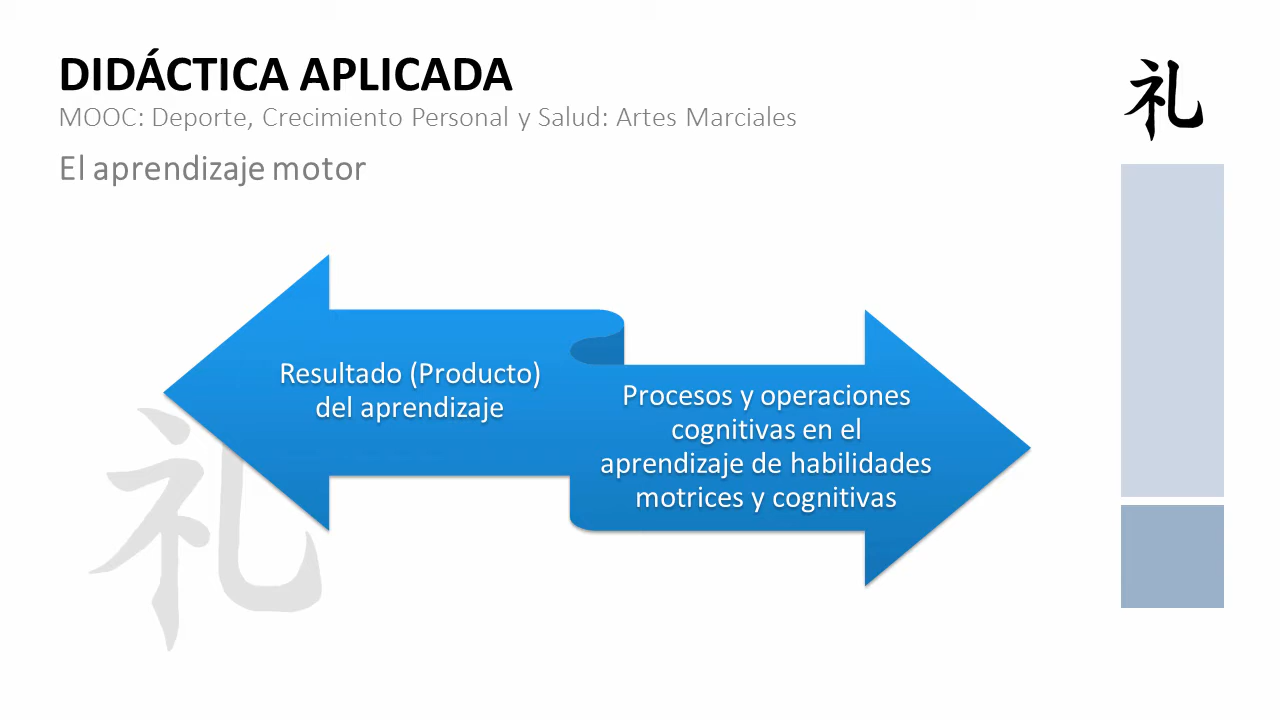 DIDÁCTICA APLICADA
MOOC: Deporte, Crecimiento Personal y Salud: Artes Marciales
El aprendizaje motor
礼
Resultado (Producto)
del aprendizaje
Procesos y operaciones
cognitivas en el
aprendizaje de habilidades
motrices y cognitivas
礼